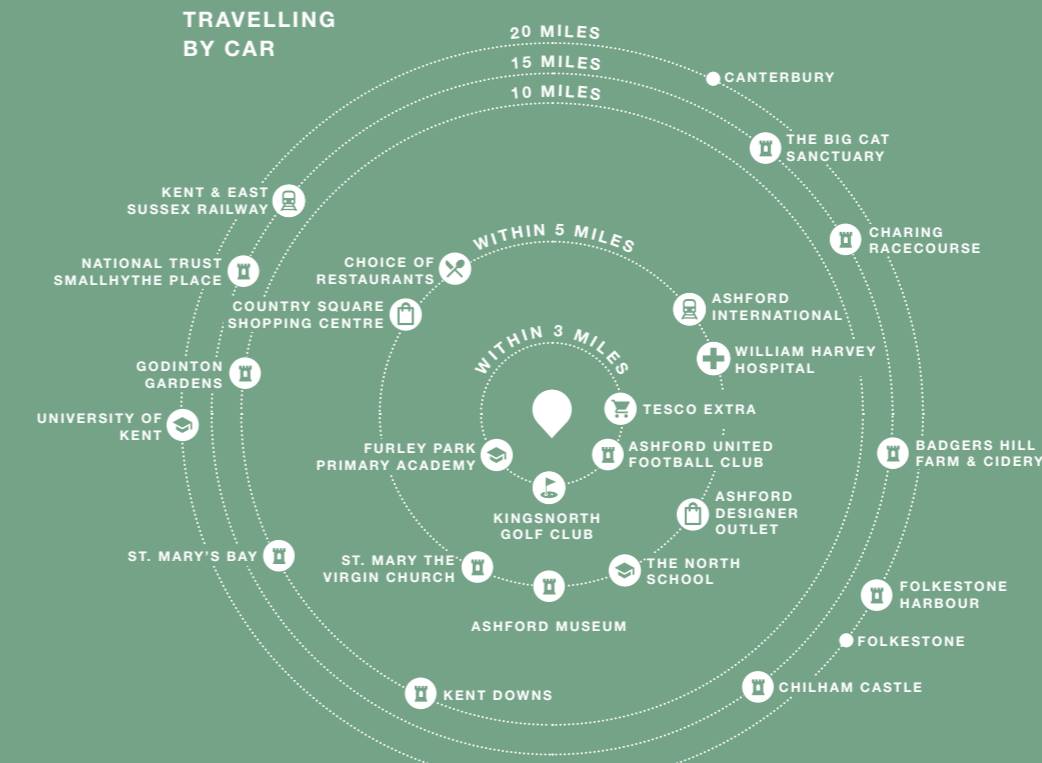 TRAVELLING
BY CAR
20 MILES
15 MILES
10 MILES
CANTERBURY
THE BIG CAT
SANCTUARY
KENT & EAST
SUSSEX RAILWAY
CHARING
RACECOURSE
WITHIN 5 MILES
NATIONAL TRUST
SMALLHYTHE PLACE
CHOICE OF
RESTAURANTS
COUNTRY SQUARE
SHOPPING CENTRE
ASHFORD
INTERNATIONAL
WITHIN 3 MILES
WILLIAM HARVEY
HOSPITAL
GODINTON
GARDENS
UNIVERSITY OF
KENT
TESCO EXTRA
FURLEY PARK
PRIMARY ACADEMY
ASHFORD UNITED
FOOTBALL CLUB
BADGERS HILL
FARM & CIDERY
KINGSNORTH
GOLF CLUB
ASHFORD
DESIGNER
OUTLET
ST. MARY'S BAY
ST. MARY THE
VIRGIN CHURCH
THE NORTH
SCHOOL
FOLKESTONE
HARBOUR
ASHFORD MUSEUM
FOLKESTONE
KENT DOWNS
CHILHAM CASTLE